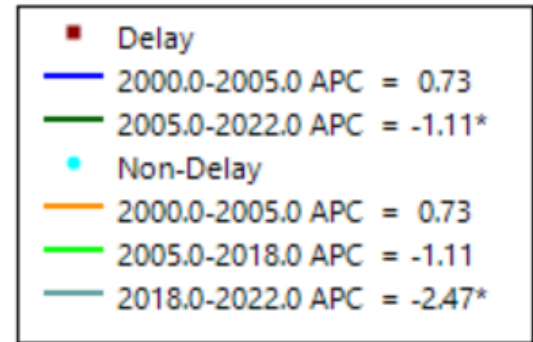 Delay
2000.0-2005.0 APC = 0.73
2005.0-2022.0 APC = -1.11*
Non-Delay
2000.0-2005.0 APC = 0.73
2005.0-2018.0 APC = -1.11
2018.0-2022.0 APC = -2.47*